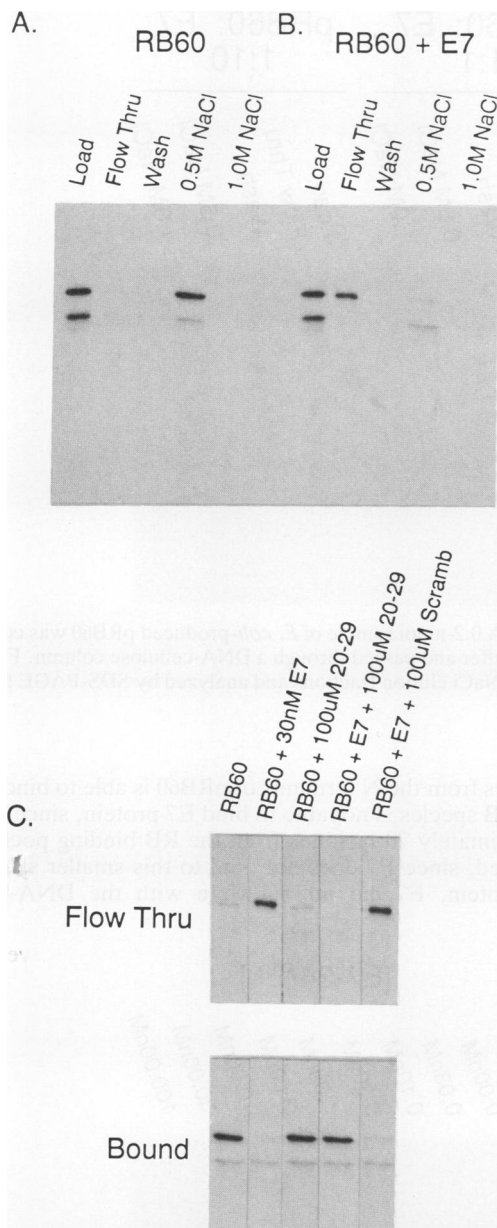 A.
RB60
Load
Flow Thru
Wash
0.5M NaCl
1.0M NaCl
B.
RB60 + E7
Load
Flow Thru
Wash
0.5M NaCl
1.0M NaCl
C.
RB60
RB60 + 30nM E7
RB60 + 100uM 20-29
RB60 + E7 + 100uM 20-29
RB60 + E7 + 100uM Scramb
Flow Thru
Bound